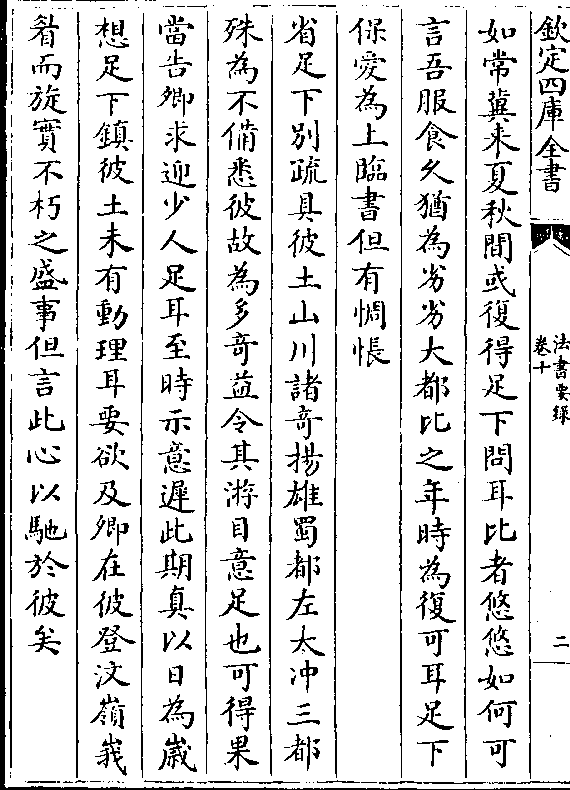 欽定四庫全書
法書要録
卷十
二
如常冀來夏秋間或復得足下問耳比者悠悠如何可
言吾服食久猶為劣劣大都比之年時為復可耳足下
保愛為上臨書但有惆悵
省足下別疏具彼土山川諸奇揚雄蜀都左太冲三都
殊為不備悉彼故為多奇益令其游目意足也可得果
當告卿求迎少人足耳至時示意遲此期真以日為嵗
想足下鎮彼土未有動理耳要欲及卿在彼登汶嶺峩
眉而旋實不朽之盛事但言此心以馳於彼矣